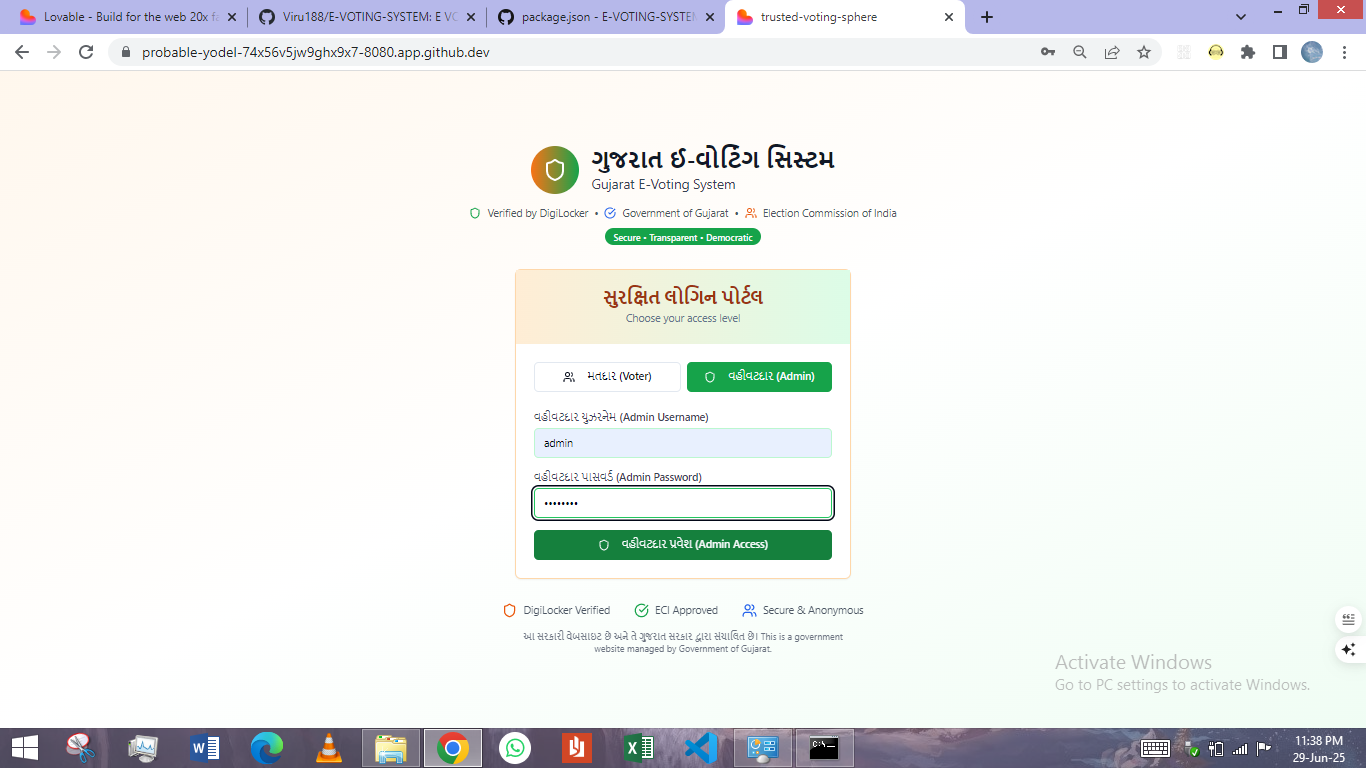 Lovable - Build for the web 20x fa
Viru188/E-VOTING-SYSTEM: E VO
package.json - E-VOTING-SYSTEM
trusted-voting-sphere
probable-yodel-74x56v5jw9ghx9x7-8080.app.github.dev
ગુજરાત ઈ-વોટિંગ સિસ્ટમ
Gujarat E-Voting System
Verified by DigiLocker • Government of Gujarat • Election Commission of India
Secure • Transparent • Democratic
સુરક્ષિત લોગિન પોર્ટલ
Choose your access level
મતદાર (Voter) વહીવટદાર (Admin)
વહીવટદાર યુઝરનેમ (Admin Username)
admin
વહીવટદાર પાસવર્ડ (Admin Password)
••••••••
વહીવટદાર પ્રવેશ (Admin Access)
DigiLocker Verified ECI Approved Secure & Anonymous
આ સરકારી વેબસાઇટ છે અને તે ગુજરાત સરકાર દ્વારા સંચાલિત છે। This is a government
website managed by Government of Gujarat.
Activate Windows
Go to PC settings to activate Windows.
11:38 PM
29-Jun-25